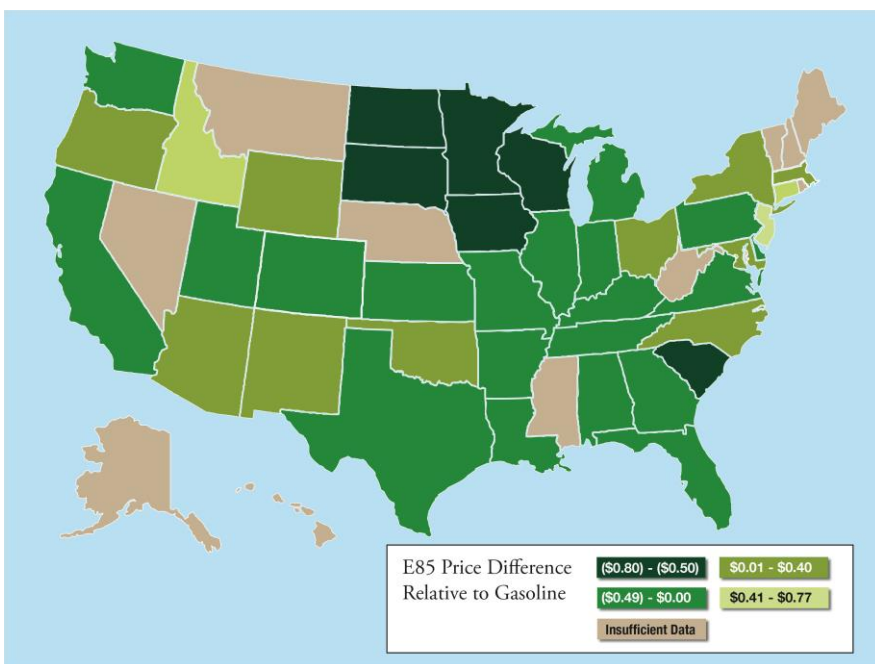 E85 Price Difference
Relative to Gasoline
($0.80) - ($0.50)
$0.01 - $0.40
($0.49) - $0.00
$0.41 - $0.77
Insufficient Data